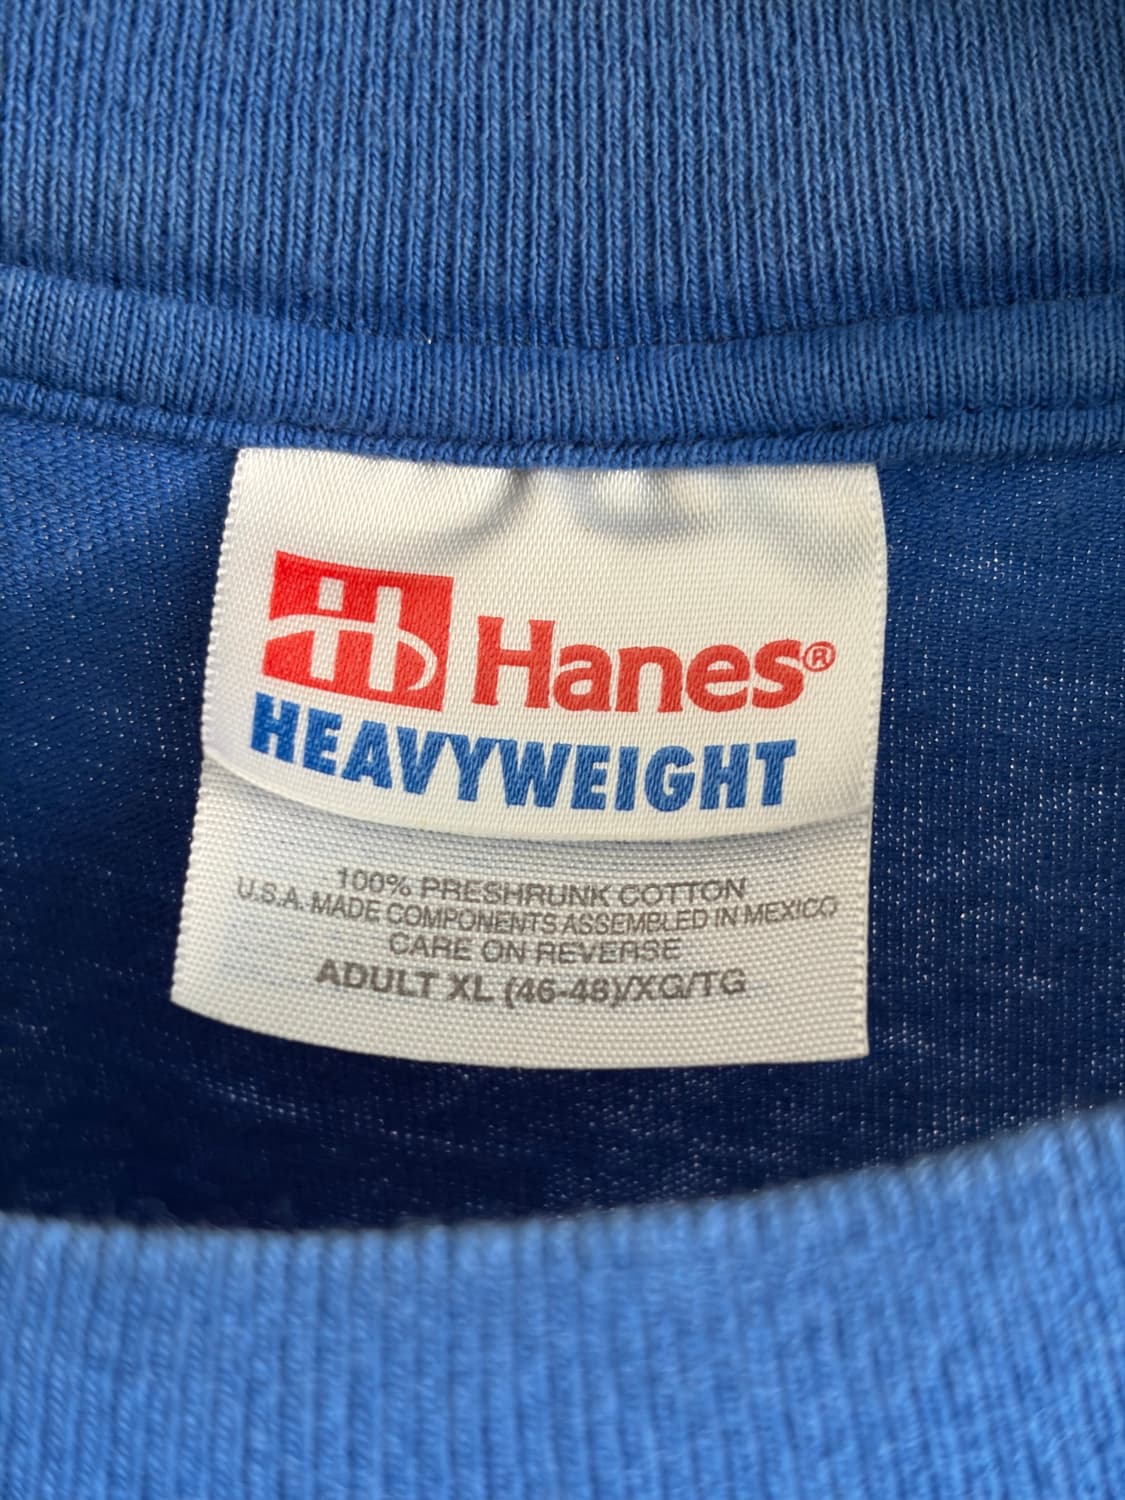 Hanes®
HEAVYWEIGHT
100% PRESHRUNK COTTON
U.S.A. MADE COMPONENTS ASSEMBLED IN MEXICO
CARE ON REVERSE
ADULT XL (46-48)/XG/TG